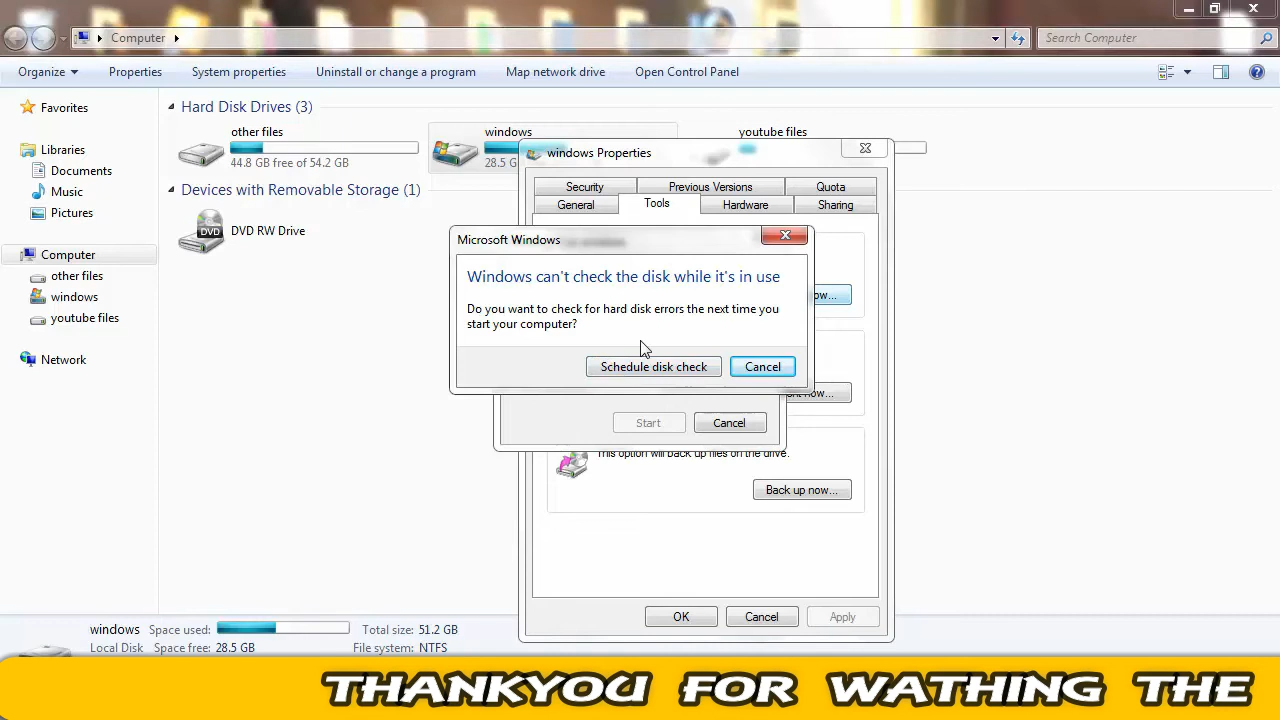 Computer
Search Computer
Organize
Properties
System properties
Uninstall or change a program
Map network drive
Open Control Panel
Favorites
Libraries
Documents
Music
Pictures
Computer
other files
windows
youtube files
Network
Hard Disk Drives (3)
other files
44.8 GB free of 54.2 GB
windows
28.5 G
youtube files
Devices with Removable Storage (1)
DVD
DVD RW Drive
windows Properties
Security
Previous Versions
Quota
General
Tools
Hardware
Sharing
Microsoft Windows
Windows can't check the disk while it's in use
Do you want to check for hard disk errors the next time you
start your computer?
Schedule disk check
Cancel
ow...
nt now...
Start
Cancel
This option will back up files on the drive.
Back up now...
OK
Cancel
Apply
windows
Space used:
Total size: 51.2 GB
Local Disk
Space free: 28.5 GB
File system: NTFS
THANKYOU FOR WATHING THE